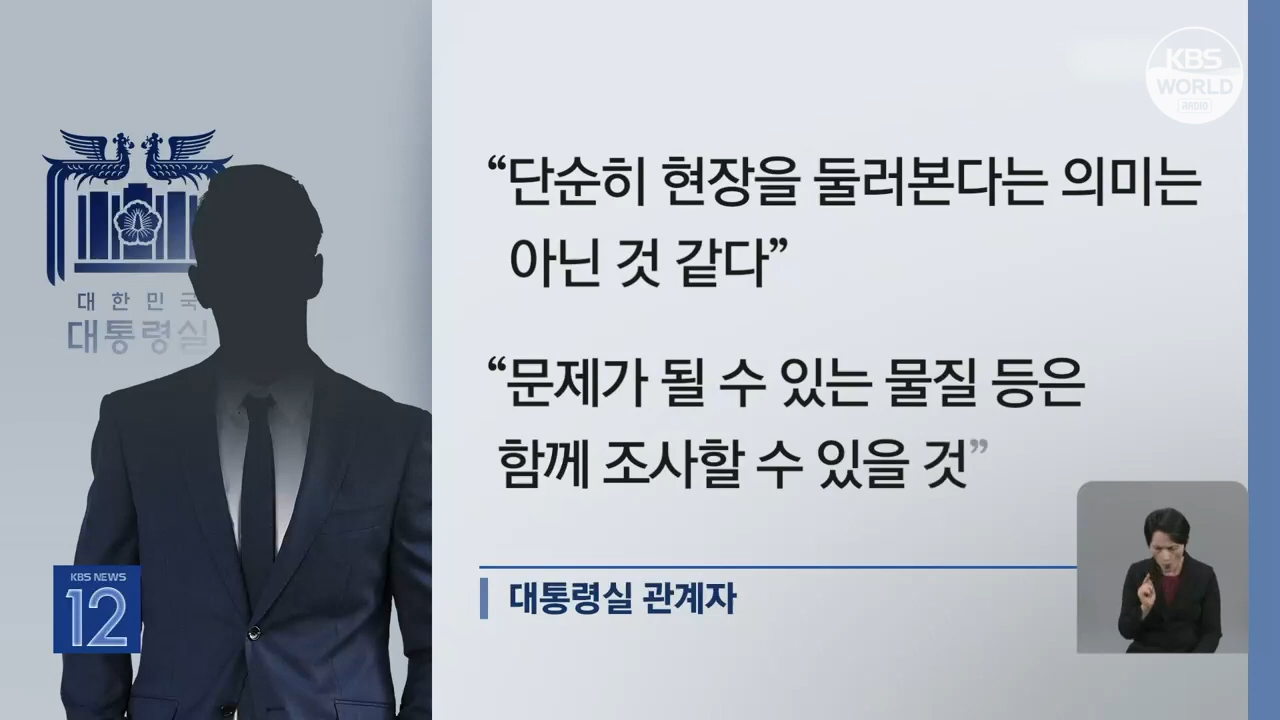 KBS
WORLD
RADIO
“단순히 현장을 둘러본다는 의미는
아닌 것 같다”
“문제가 될 수 있는 물질 등은
함께 조사할 수 있을 것”
대한민국
대통령실
대통령실 관계자
KBS NEWS
12